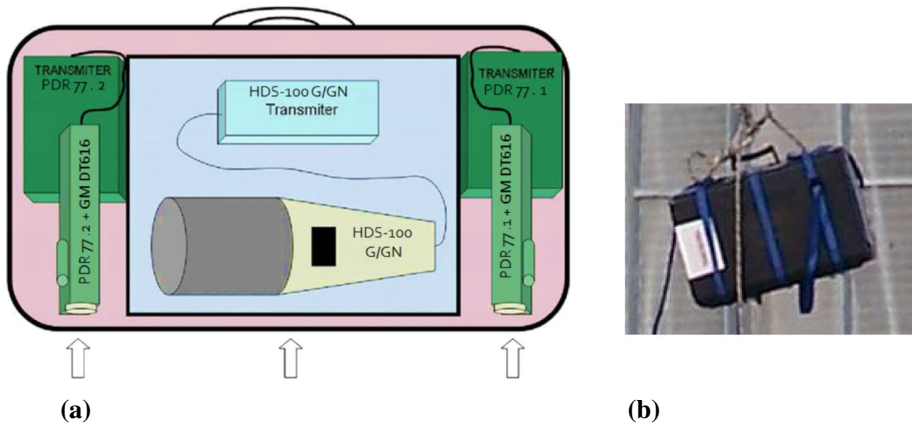 TRANSMITER
PDR 77.2
TRANSMITER
PDR 77.1
HDS-100 G/GN
Transmiter
PDR 77.2 + GM DT616
PDR 77.1 + GM DT616
HDS-100
G/GN
(a)
(b)